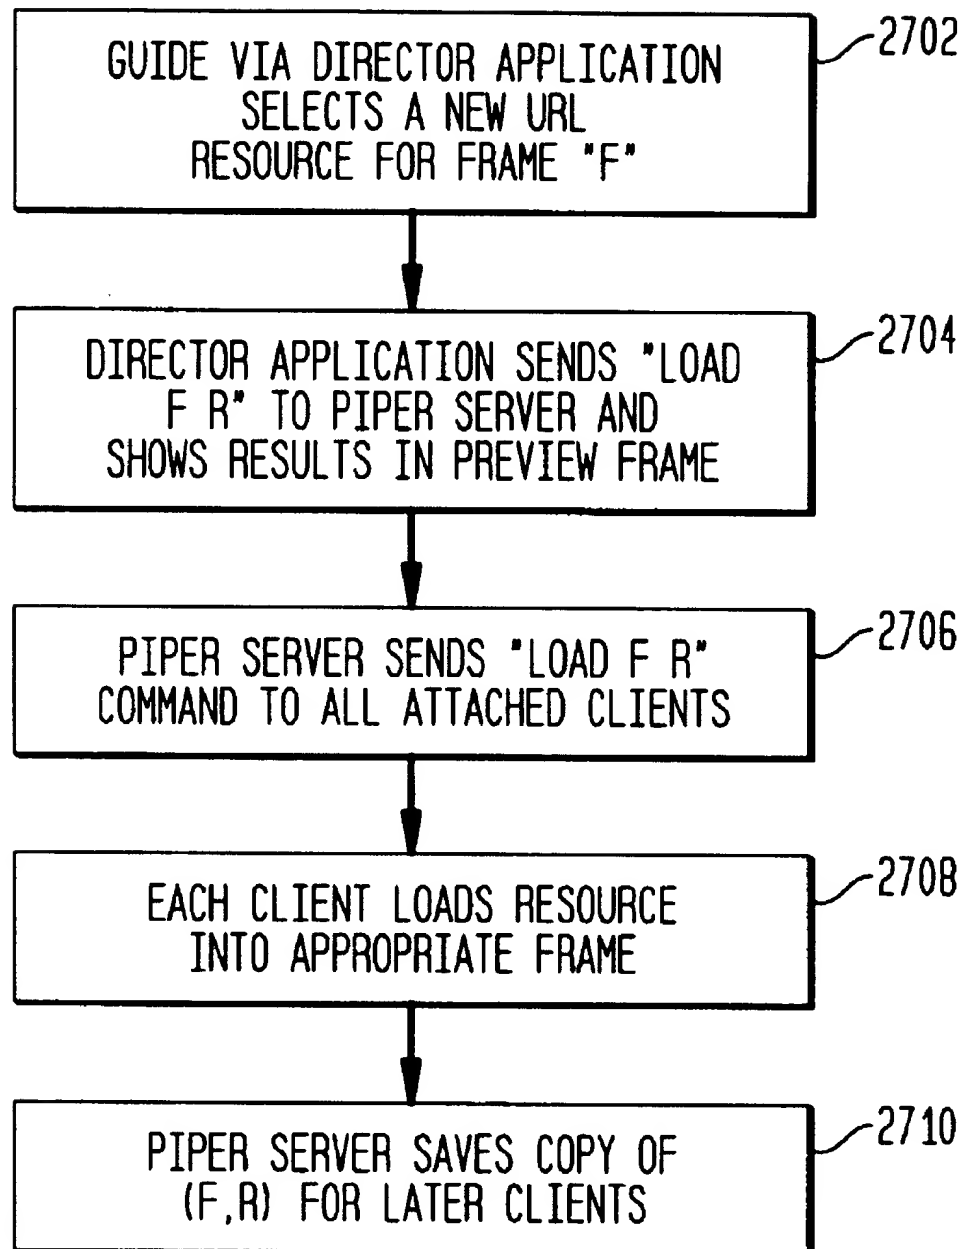 GUIDE VIA DIRECTOR APPLICATION
SELECTS A NEW URL
RESOURCE FOR FRAME "F"
2702
DIRECTOR APPLICATION SENDS "LOAD
F R" TO PIPER SERVER AND
SHOWS RESULTS IN PREVIEW FRAME
2704
PIPER SERVER SENDS "LOAD F R"
COMMAND TO ALL ATTACHED CLIENTS
2706
EACH CLIENT LOADS RESOURCE
INTO APPROPRIATE FRAME
2708
PIPER SERVER SAVES COPY OF
(F,R) FOR LATER CLIENTS
2710